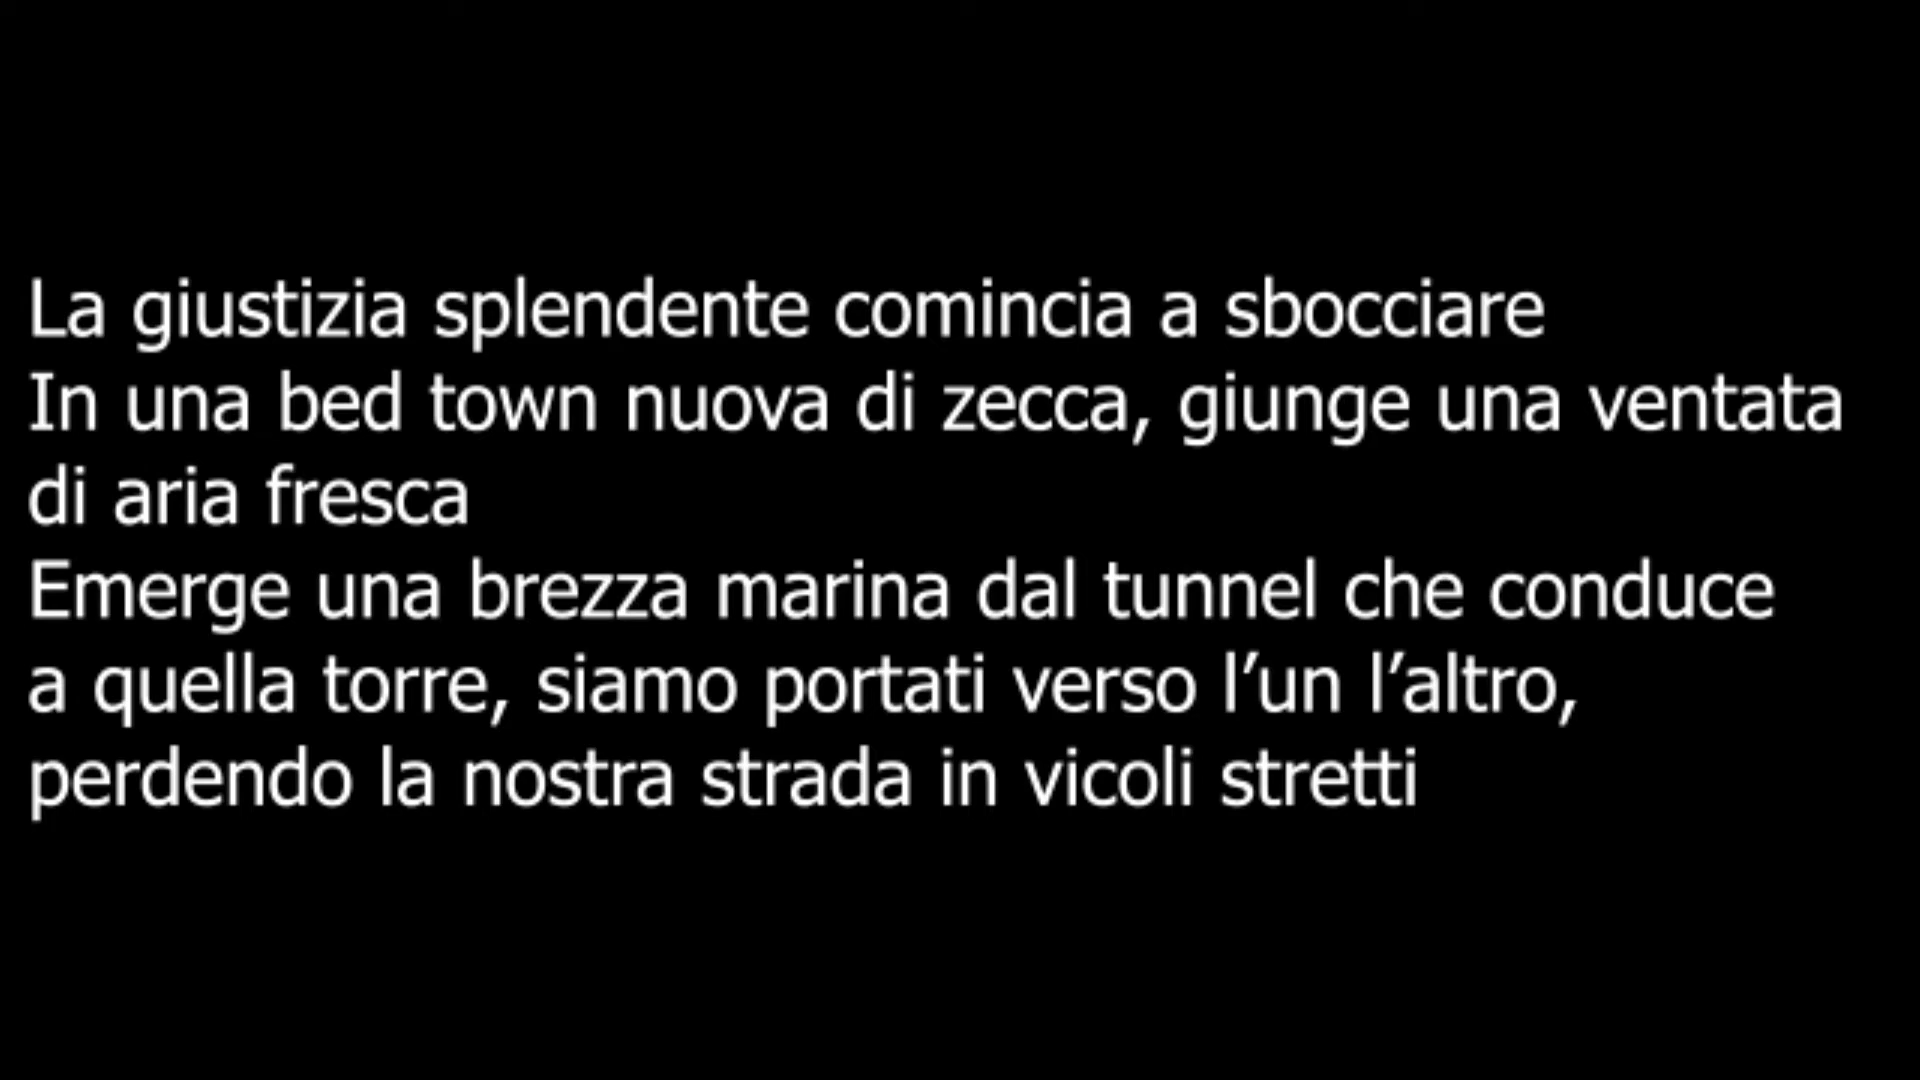 La giustizia splendente comincia a sbocciare
In una bed town nuova di zecca, giunge una ventata
di aria fresca
Emerge una brezza marina dal tunnel che conduce
a quella torre, siamo portati verso l’un l’altro,
perdendo la nostra strada in vicoli stretti